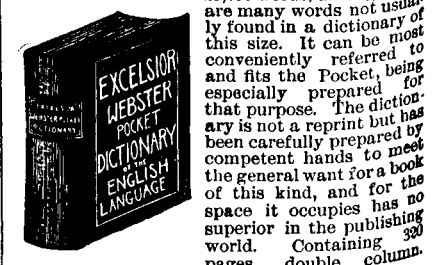 EXCELSIOR
WEBSTER
POCKET
DICTIONARY
OF THE
ENGLISH
LANGUAGE
EXCELSIOR
WEBSTER POCKET
DICTIONARY
are many words not usual-
ly found in a dictionary of
this size. It can be most
conveniently referred to
and fits the Pocket, being
especially prepared for
that purpose. The diction-
ary is not a reprint but has
been carefully prepared by
competent hands to meet
the general want for a book
of this kind, and for the
space it occupies has no
superior in the publishing
world. Containing 320
pages, double column.